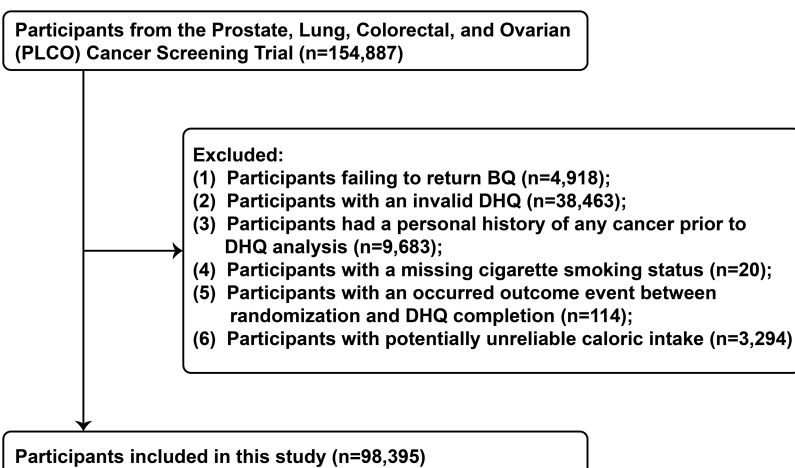 Participants from the Prostate, Lung, Colorectal, and Ovarian
(PLCO) Cancer Screening Trial (n=154,887)
Excluded:
(1) Participants failing to return BQ (n=4,918);
(2) Participants with an invalid DHQ (n=38,463);
(3) Participants had a personal history of any cancer prior to
DHQ analysis (n=9,683);
(4) Participants with a missing cigarette smoking status (n=20);
(5) Participants with an occurred outcome event between
randomization and DHQ completion (n=114);
(6) Participants with potentially unreliable caloric intake (n=3,294)
Participants included in this study (n=98,395)